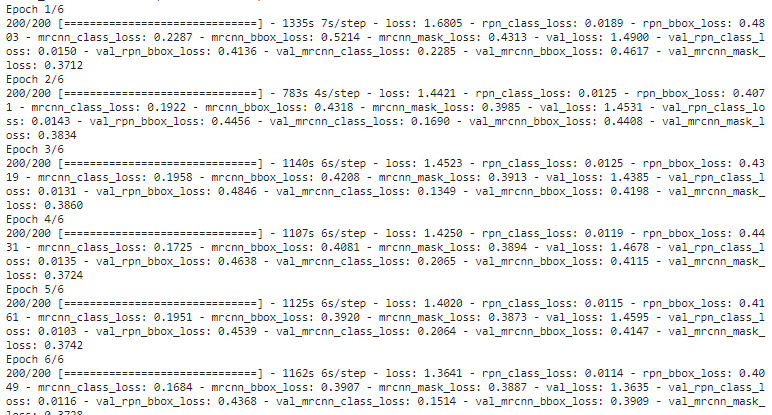 Epoch 1/6
200/200 [==============================] - 1335s 7s/step - loss: 1.6805 - rpn_class_loss: 0.0189 - rpn_bbox_loss: 0.48
03 - mrcnn_class_loss: 0.2287 - mrcnn_bbox_loss: 0.5214 - mrcnn_mask_loss: 0.4313 - val_loss: 1.4900 - val_rpn_class_l
oss: 0.0150 - val_rpn_bbox_loss: 0.4136 - val_mrcnn_class_loss: 0.2285 - val_mrcnn_bbox_loss: 0.4617 - val_mrcnn_mask_
loss: 0.3712
Epoch 2/6
200/200 [==============================] - 783s 4s/step - loss: 1.4421 - rpn_class_loss: 0.0125 - rpn_bbox_loss: 0.407
1 - mrcnn_class_loss: 0.1922 - mrcnn_bbox_loss: 0.4318 - mrcnn_mask_loss: 0.3985 - val_loss: 1.4531 - val_rpn_class_lo
ss: 0.0143 - val_rpn_bbox_loss: 0.4456 - val_mrcnn_class_loss: 0.1690 - val_mrcnn_bbox_loss: 0.4408 - val_mrcnn_mask_l
oss: 0.3834
Epoch 3/6
200/200 [==============================] - 1140s 6s/step - loss: 1.4523 - rpn_class_loss: 0.0125 - rpn_bbox_loss: 0.43
19 - mrcnn_class_loss: 0.1958 - mrcnn_bbox_loss: 0.4208 - mrcnn_mask_loss: 0.3913 - val_loss: 1.4385 - val_rpn_class_l
oss: 0.0131 - val_rpn_bbox_loss: 0.4846 - val_mrcnn_class_loss: 0.1349 - val_mrcnn_bbox_loss: 0.4198 - val_mrcnn_mask_
loss: 0.3860
Epoch 4/6
200/200 [==============================] - 1107s 6s/step - loss: 1.4250 - rpn_class_loss: 0.0119 - rpn_bbox_loss: 0.44
31 - mrcnn_class_loss: 0.1725 - mrcnn_bbox_loss: 0.4081 - mrcnn_mask_loss: 0.3894 - val_loss: 1.4678 - val_rpn_class_l
oss: 0.0135 - val_rpn_bbox_loss: 0.4638 - val_mrcnn_class_loss: 0.2065 - val_mrcnn_bbox_loss: 0.4115 - val_mrcnn_mask_
loss: 0.3724
Epoch 5/6
200/200 [==============================] - 1125s 6s/step - loss: 1.4020 - rpn_class_loss: 0.0115 - rpn_bbox_loss: 0.41
61 - mrcnn_class_loss: 0.1951 - mrcnn_bbox_loss: 0.3920 - mrcnn_mask_loss: 0.3873 - val_loss: 1.4595 - val_rpn_class_l
oss: 0.0103 - val_rpn_bbox_loss: 0.4539 - val_mrcnn_class_loss: 0.2064 - val_mrcnn_bbox_loss: 0.4147 - val_mrcnn_mask_
loss: 0.3742
Epoch 6/6
200/200 [==============================] - 1162s 6s/step - loss: 1.3641 - rpn_class_loss: 0.0114 - rpn_bbox_loss: 0.40
49 - mrcnn_class_loss: 0.1684 - mrcnn_bbox_loss: 0.3907 - mrcnn_mask_loss: 0.3887 - val_loss: 1.3635 - val_rpn_class_l
oss: 0.0116 - val_rpn_bbox_loss: 0.4368 - val_mrcnn_class_loss: 0.1514 - val_mrcnn_bbox_loss: 0.3909 - val_mrcnn_mask_
loss: 0.3728